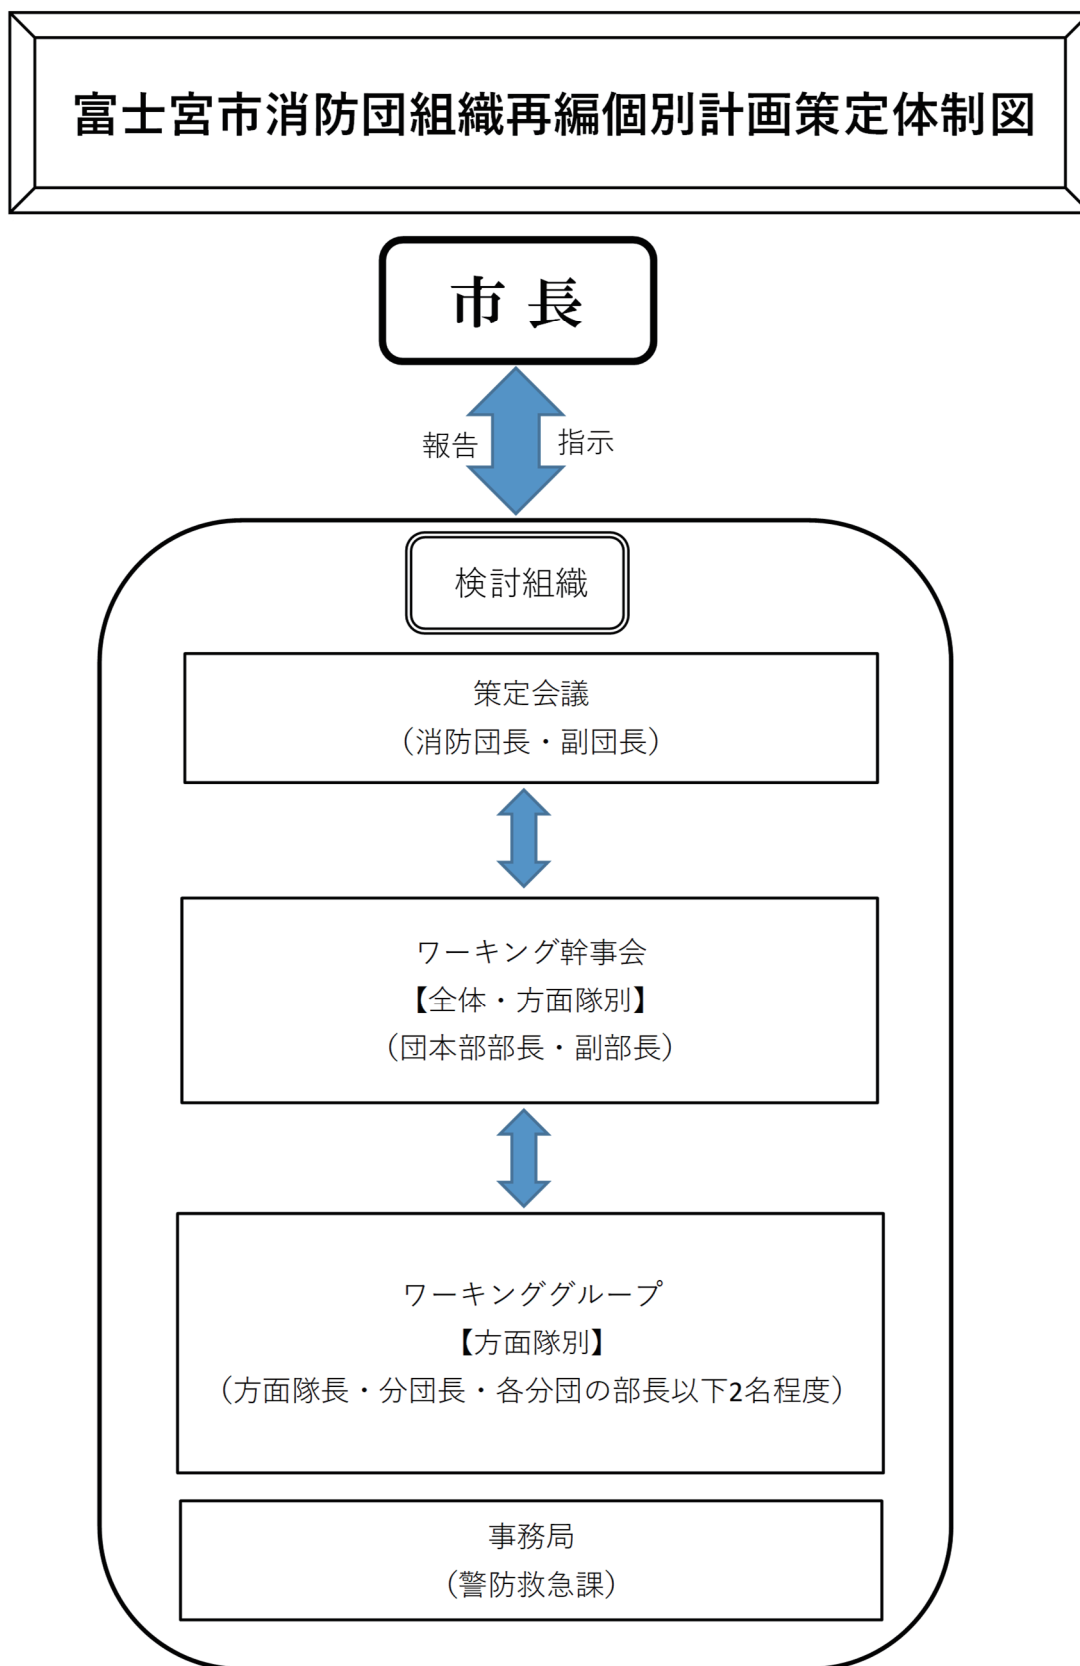 富士宮市消防団組織再編個別計画策定体制図
市 長
報告
指示
検討組織
策定会議
（消防団長・副団長）
ワーキング幹事会
【全体・方面隊別】
（団本部部長・副部長）
ワーキンググループ
【方面隊別】
（方面隊長・分団長・各分団の部長以下2名程度）
事務局
（警防救急課）